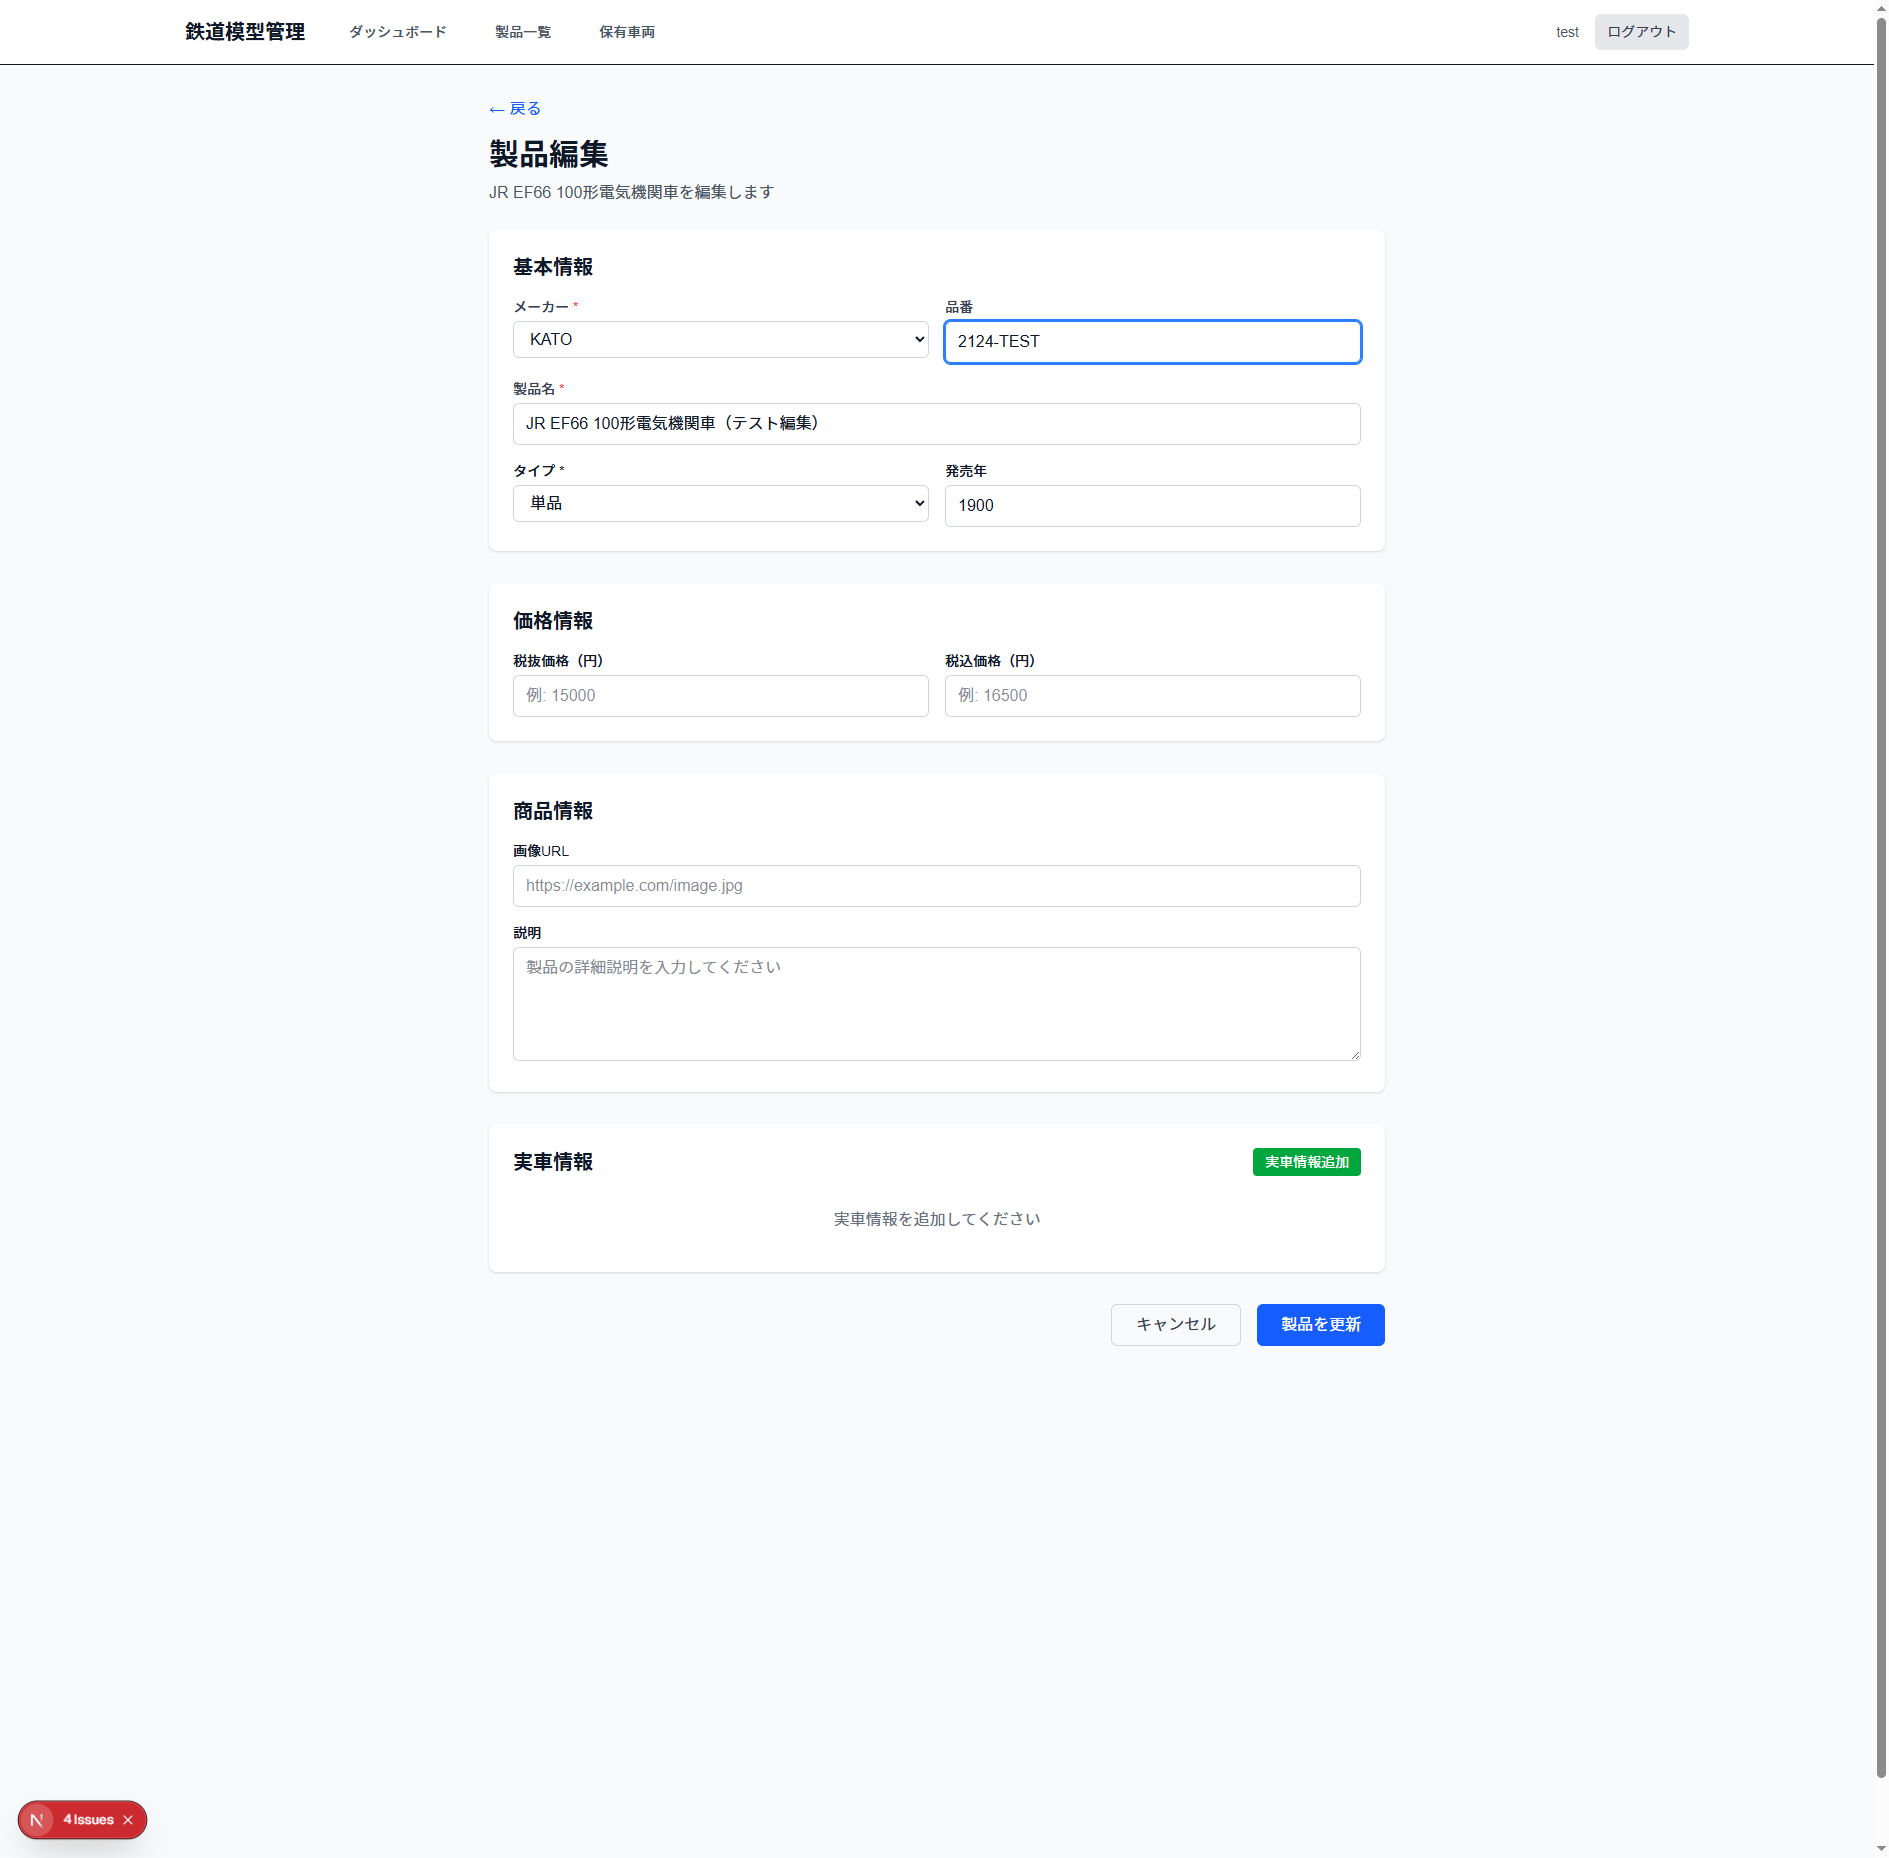 鉄道模型管理 ダッシュボード 製品一覧 保有車両 test ログアウト
← 戻る
製品編集
JR EF66 100形電気機関車を編集します
基本情報
メーカー * 品番
KATO 2124-TEST
製品名 *
JR EF66 100形電気機関車（テスト編集）
タイプ * 発売年
単品 1900
価格情報
税抜価格（円） 税込価格（円）
例: 15000 例: 16500
商品情報
画像URL
https://example.com/image.jpg
説明
製品の詳細説明を入力してください
実車情報 実車情報追加
実車情報を追加してください
キャンセル 製品を更新
N 4 Issues ×